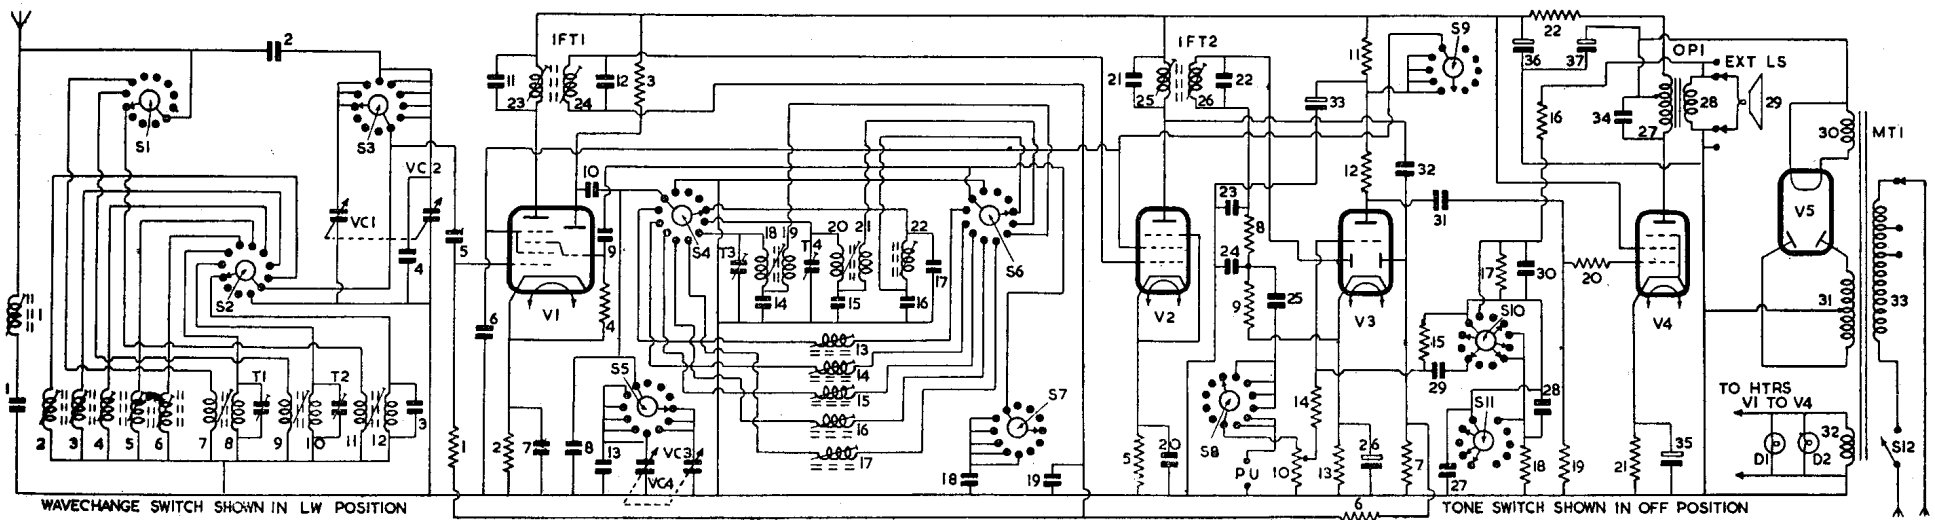 2
S9
22
IFT1
IFT2
11
36
37
OP1
EXT LS
11
23
24
12
3
21
25
26
22
33
34
27
28
29
S1
S3
16
30
MT1
VC2
10
12
32
V5
VC1
5
4
9
S4
T3
18
19
T4
20
21
22
S6
23
8
31
S2
14
15
16
17
24
17
30
20
31
33
1
V1
4
V2
9
25
V3
S10
V4
6
13
14
15
16
17
15
29
1
T1
T2
S5
S7
S8
14
S11
28
TO HTRS
V1 TO V4
2
3
4
5
6
7
8
9
10
11
12
3
1
2
7
8
13
VC3
VC4
18
19
5
20
PU
10
13
26
7
27
18
19
21
35
D1
D2
32
S12
WAVECHANGE SWITCH SHOWN IN LW POSITION
6
TONE SWITCH SHOWN IN OFF POSITION